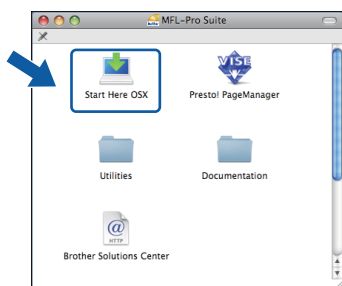 MFL-Pro Suite
Start Here OSX
VISE
Presto! PageManager
Utilities
Documentation
@
HTTP
Brother Solutions Center